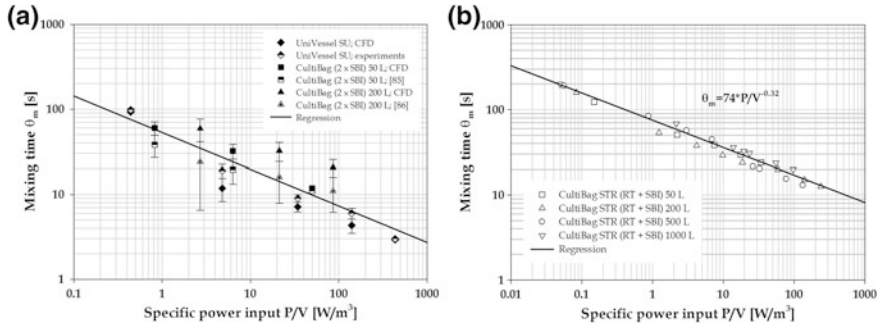 (a)
1000
100
10
1
Mixing time θm [s]
UniVessel SU; CFD
UniVessel SU; experiments
CultiBag (2 x SBI) 50 L; CFD
CultiBag (2 x SBI) 50 L; [85]
CultiBag (2 x SBI) 200 L; CFD
CultiBag (2 x SBI) 200 L; [86]
Regression
0.1
1
10
100
1000
Specific power input P/V [W/m³]
(b)
1000
100
10
1
Mixing time θm [s]
θm=74*P/V-0.32
CultiBag STR (RT + SBI) 50 L
CultiBag STR (RT + SBI) 200 L
CultiBag STR (RT + SBI) 500 L
CultiBag STR (RT + SBI) 1000 L
Regression
0.01
0.1
1
10
100
1000
Specific power input P/V [W/m³]